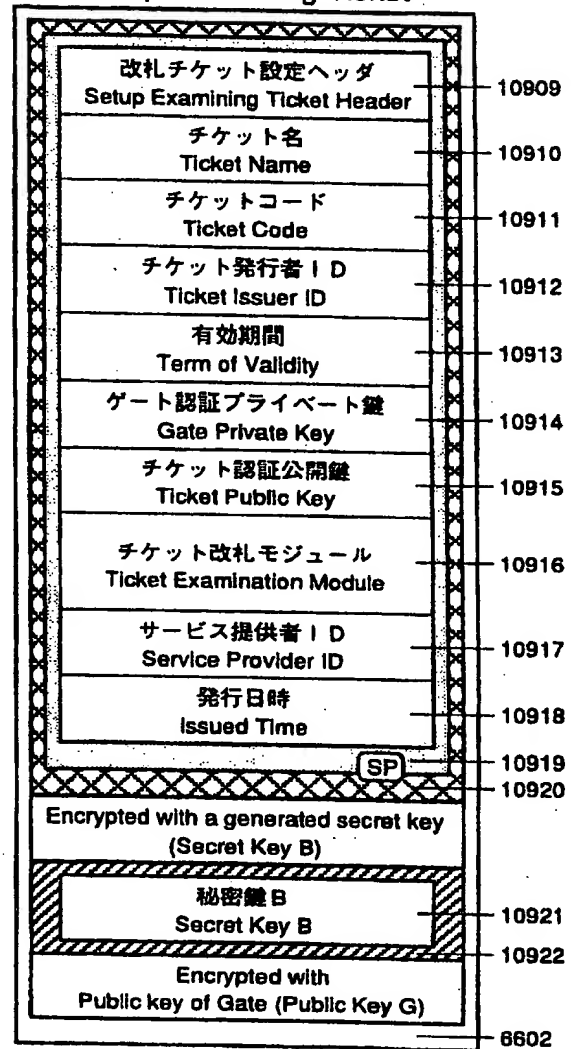 改札チケット設定ヘッダ
Setup Examining Ticket Header
10909
チケット名
Ticket Name
10910
チケットコード
Ticket Code
10911
チケット発行者ID
Ticket Issuer ID
10912
有効期間
Term of Validity
10913
ゲート認証プライベート鍵
Gate Private Key
10914
チケット認証公開鍵
Ticket Public Key
10915
チケット改札モジュール
Ticket Examination Module
10916
サービス提供者ID
Service Provider ID
10917
発行日時
Issued Time
10918
SP
10919
10920
Encrypted with a generated secret key
(Secret Key B)
秘密鍵B
Secret Key B
10921
10922
Encrypted with
Public key of Gate (Public Key G)
6602